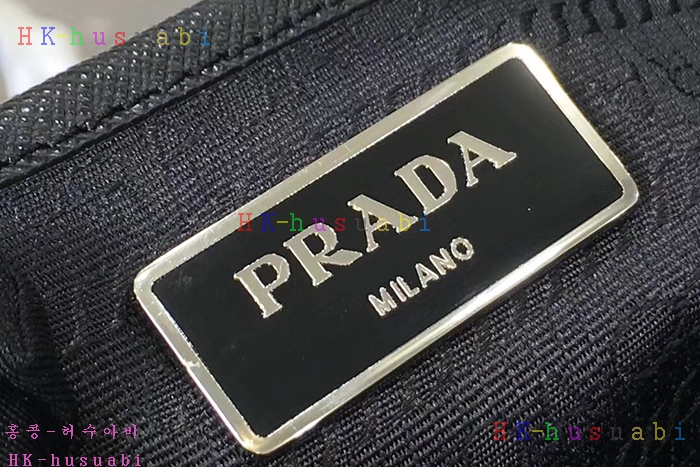 HK-husuabi
PRADA
HK-husuabi
MILANO
홍콩-허수아비
HK-husuabi
HK-husuabi